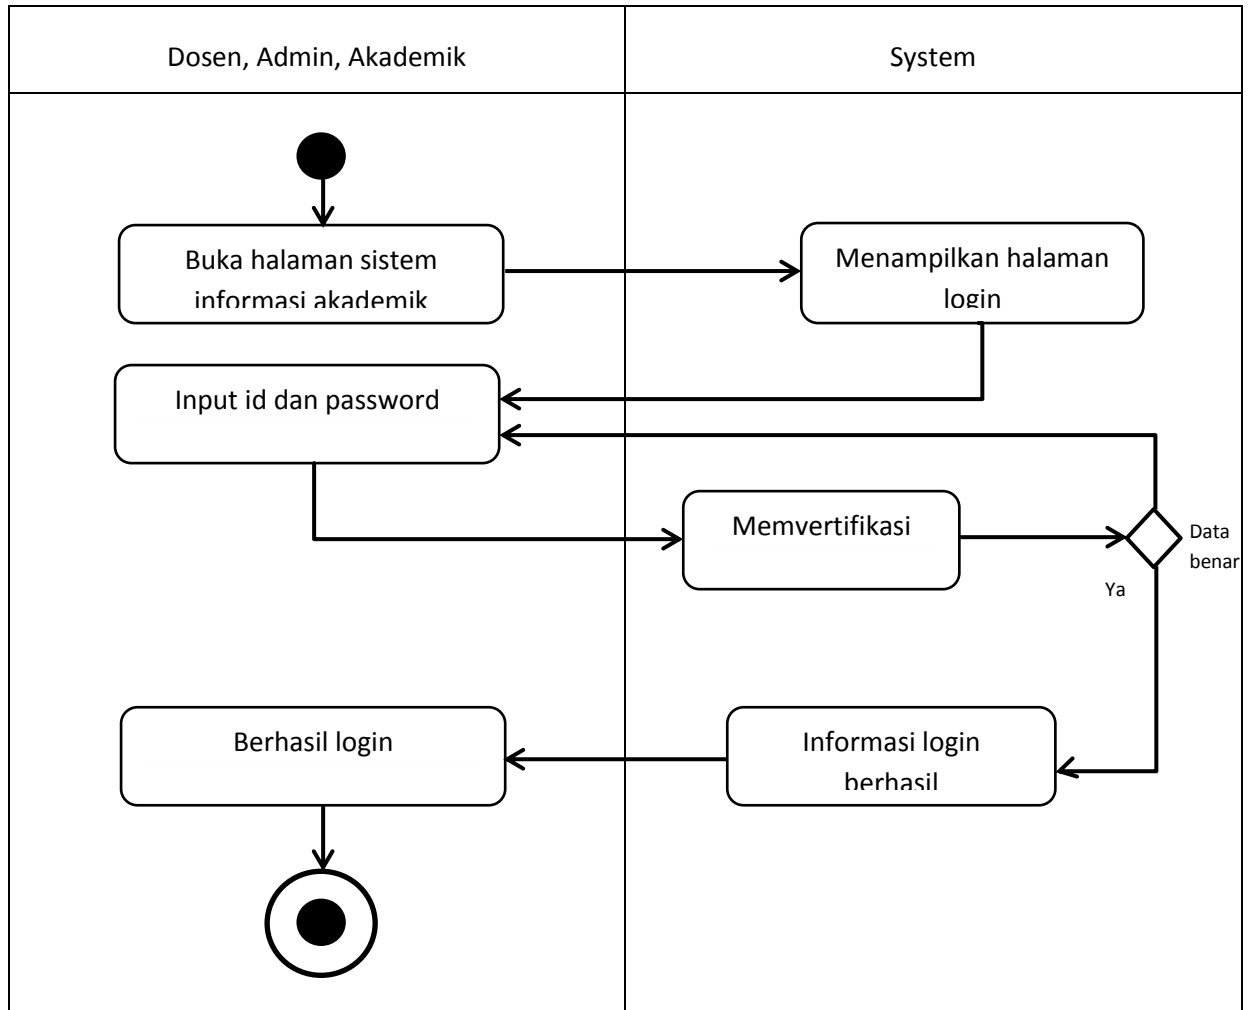 Dosen, Admin, Akademik
System
Buka halaman sistem
informasi akademik
Menampilkan halaman
login
Input id dan password
Memvertifikasi
Data
benar
Ya
Berhasil login
Informasi login
berhasil